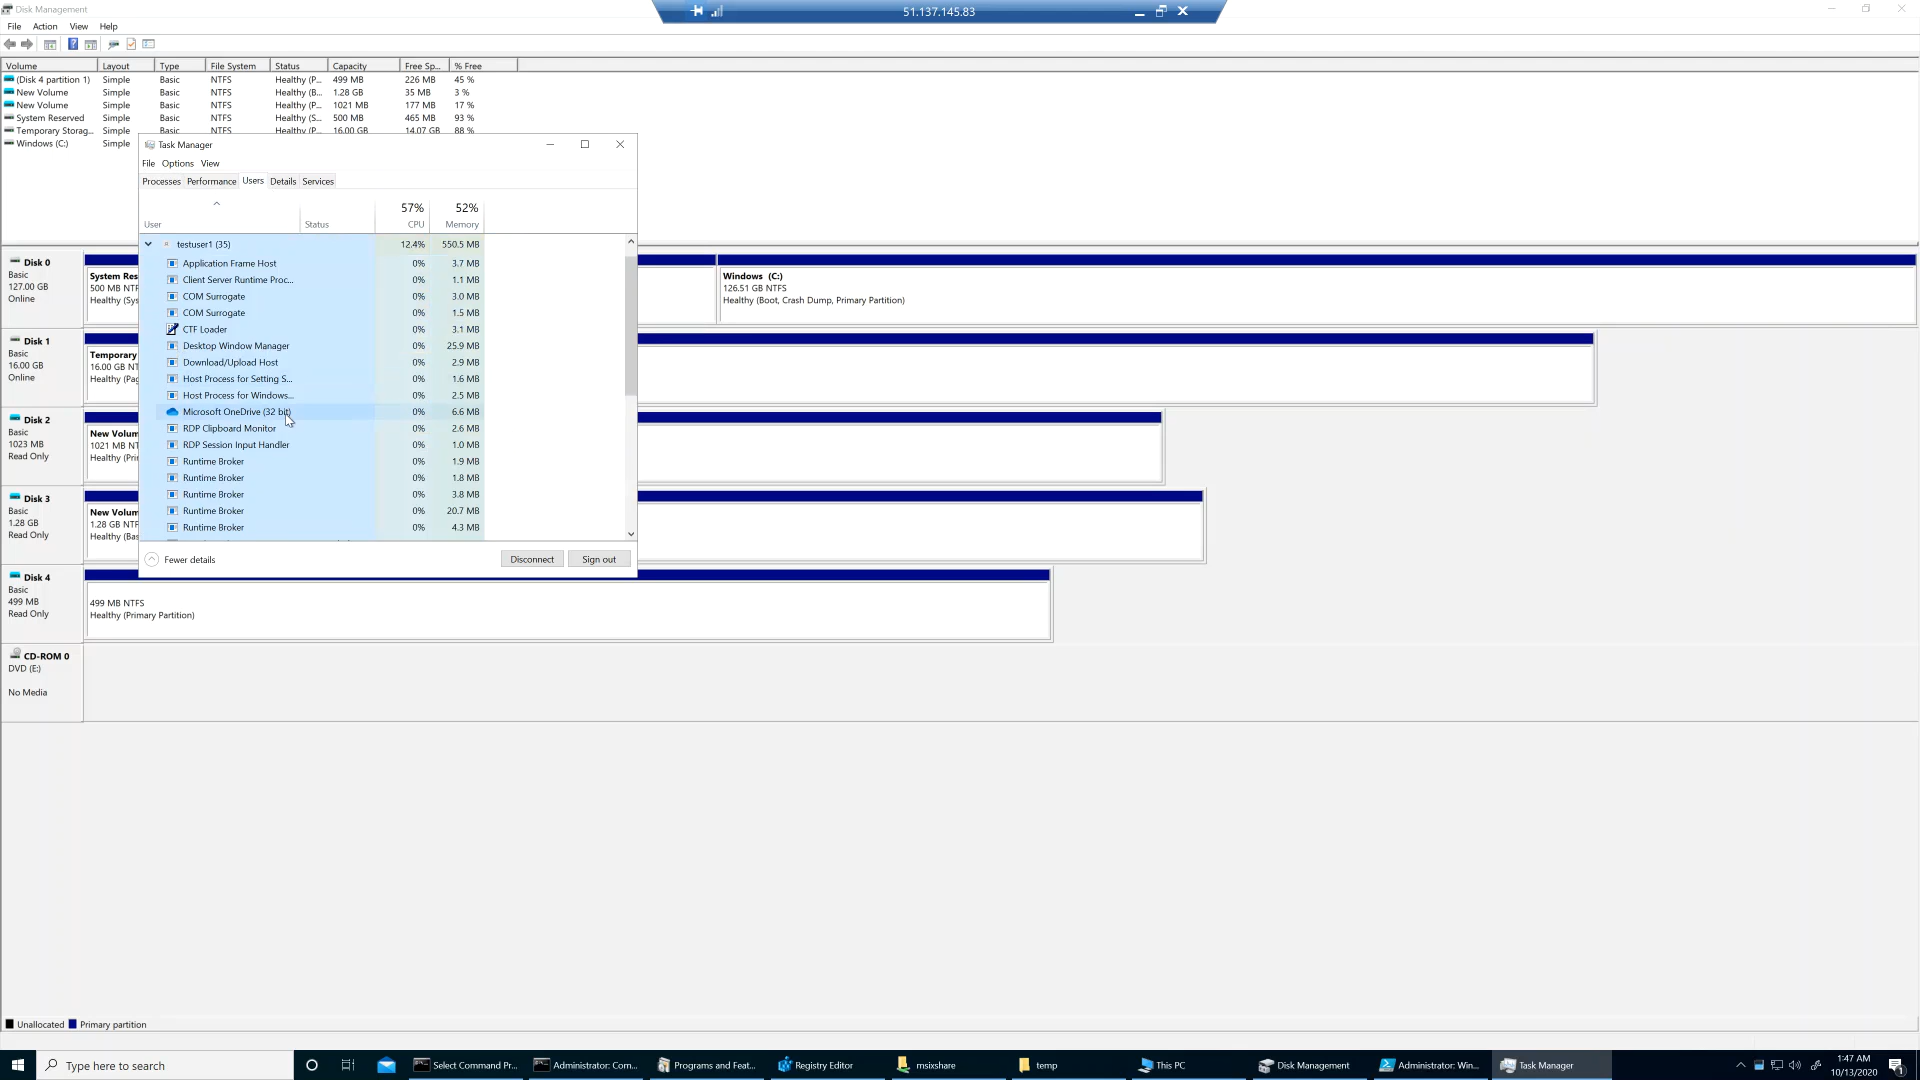 Disk Management
51.137.145.83
File Action View Help
Volume Layout Type File System Status Capacity Free Sp... % Free
(Disk 4 partition 1) Simple Basic NTFS Healthy (P... 499 MB 226 MB 45 %
New Volume Simple Basic NTFS Healthy (B... 1.28 GB 35 MB 3 %
New Volume Simple Basic NTFS Healthy (P... 1021 MB 177 MB 17 %
System Reserved Simple Basic NTFS Healthy (S... 500 MB 465 MB 93 %
Temporary Storag... Simple Basic NTFS Healthy (P... 16.00 GB 14.07 GB 88 %
Windows (C:) Simple
Task Manager
File Options View
Processes Performance Users Details Services
57% 52%
User Status CPU Memory
testuser1 (35) 12.4% 550.5 MB
Application Frame Host 0% 3.7 MB
Client Server Runtime Proc... 0% 1.1 MB
COM Surrogate 0% 3.0 MB
COM Surrogate 0% 1.5 MB
CTF Loader 0% 3.1 MB
Desktop Window Manager 0% 25.9 MB
Download/Upload Host 0% 2.9 MB
Host Process for Setting S... 0% 1.6 MB
Host Process for Windows... 0% 2.5 MB
Microsoft OneDrive (32 bit) 0% 6.6 MB
RDP Clipboard Monitor 0% 2.6 MB
RDP Session Input Handler 0% 1.0 MB
Runtime Broker 0% 1.9 MB
Runtime Broker 0% 1.8 MB
Runtime Broker 0% 3.8 MB
Runtime Broker 0% 20.7 MB
Runtime Broker 0% 4.3 MB
Fewer details Disconnect Sign out
Disk 0
Basic
127.00 GB
Online
System Res
500 MB NTF
Healthy (Sys
Windows (C:)
126.51 GB NTFS
Healthy (Boot, Crash Dump, Primary Partition)
Disk 1
Basic
16.00 GB
Online
Temporary
16.00 GB NT
Healthy (Pag
Disk 2
Basic
1023 MB
Read Only
New Volum
1021 MB NT
Healthy (Pri
Disk 3
Basic
1.28 GB
Read Only
New Volum
1.28 GB NTF
Healthy (Bas
Disk 4
Basic
499 MB
Read Only
499 MB NTFS
Healthy (Primary Partition)
CD-ROM 0
DVD (E:)
No Media
Unallocated Primary partition
Type here to search
Select Command Pr...
Administrator: Com...
Programs and Feat...
Registry Editor
msixshare
temp
This PC
Disk Management
Administrator: Win...
Task Manager
1:47 AM
10/13/2020
1